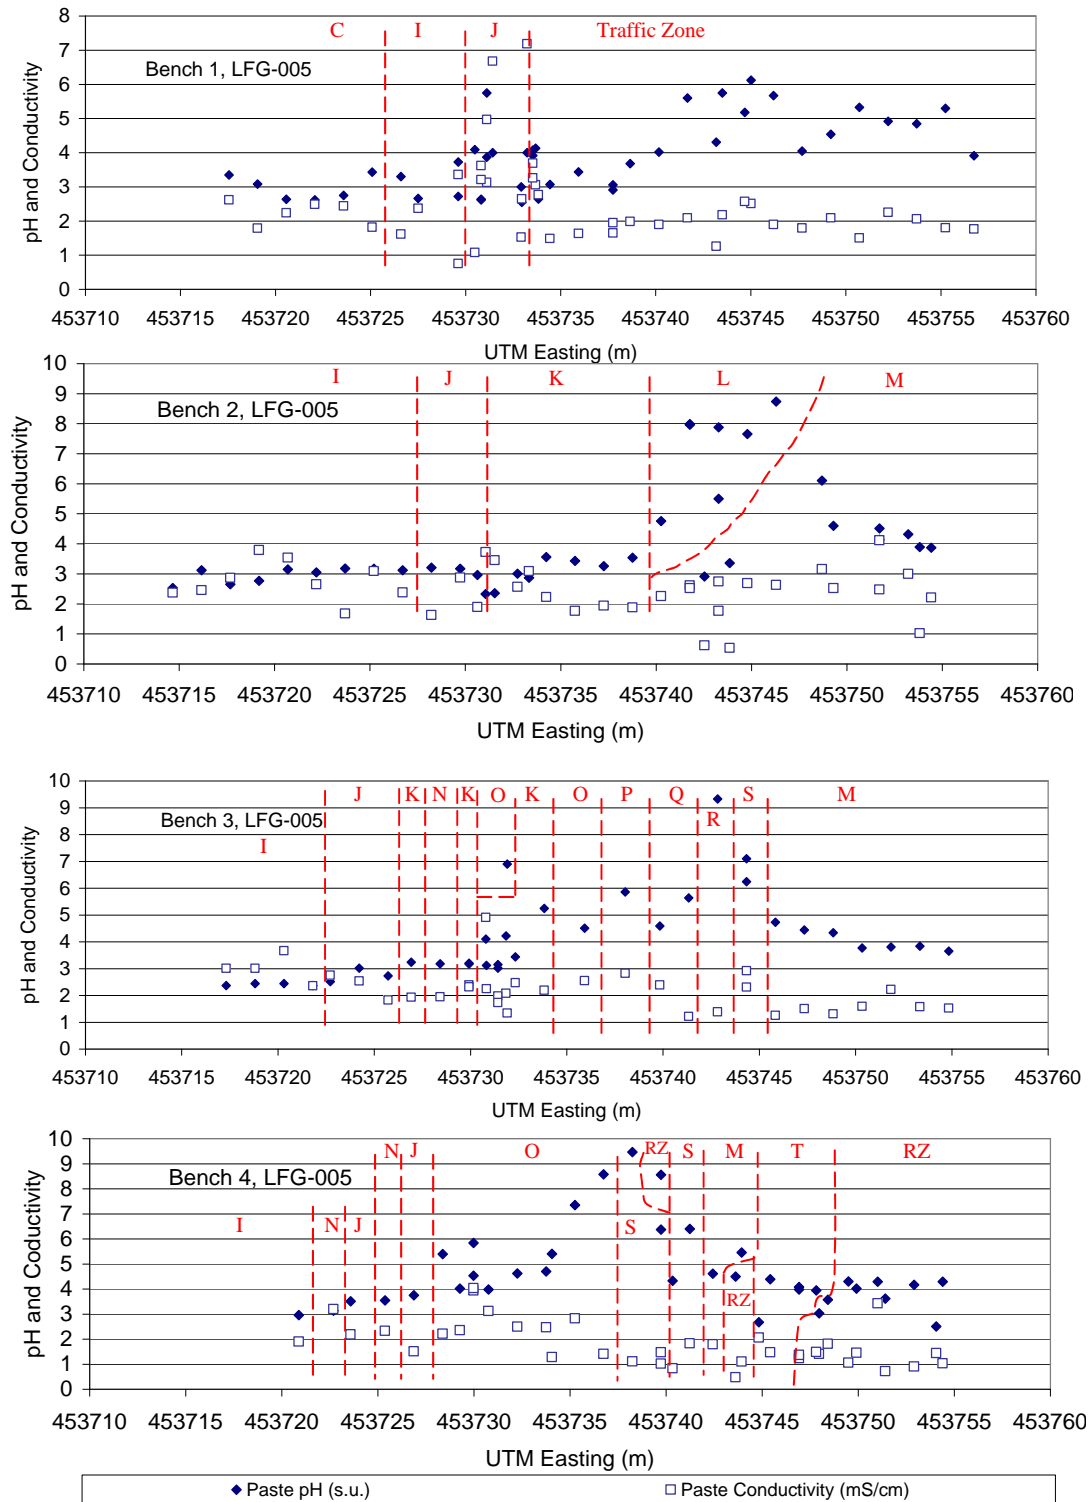 8
C I J Traffic Zone
7
Bench 1, LFG-005
6
5
4
3
2
1
0
pH and Conductivity
453710 453715 453720 453725 453730 453735 453740 453745 453750 453755 453760
UTM Easting (m)
10
I J K L M
9
Bench 2, LFG-005
8
7
6
5
4
3
2
1
0
pH and Conductivity
453710 453715 453720 453725 453731 453736 453740 453745 453750 453755 453760
UTM Easting (m)
10
J K N K O K O P Q S M
9
Bench 3, LFG-005 R
I
8
7
6
5
4
3
2
1
0
pH and Conductivity
453710 453715 453720 453725 453730 453735 453740 453745 453750 453755 453760
UTM Easting (m)
10
N J O RZ S M T RZ
9
Bench 4, LFG-005
8
7
I N J S
6
5
4
RZ
3
2
1
0
pH and Coductivity
453710 453715 453721 453726 453730 453735 453740 453745 453750 453755 453760
UTM Easting (m)
Paste pH (s.u.) Paste Conductivity (mS/cm)